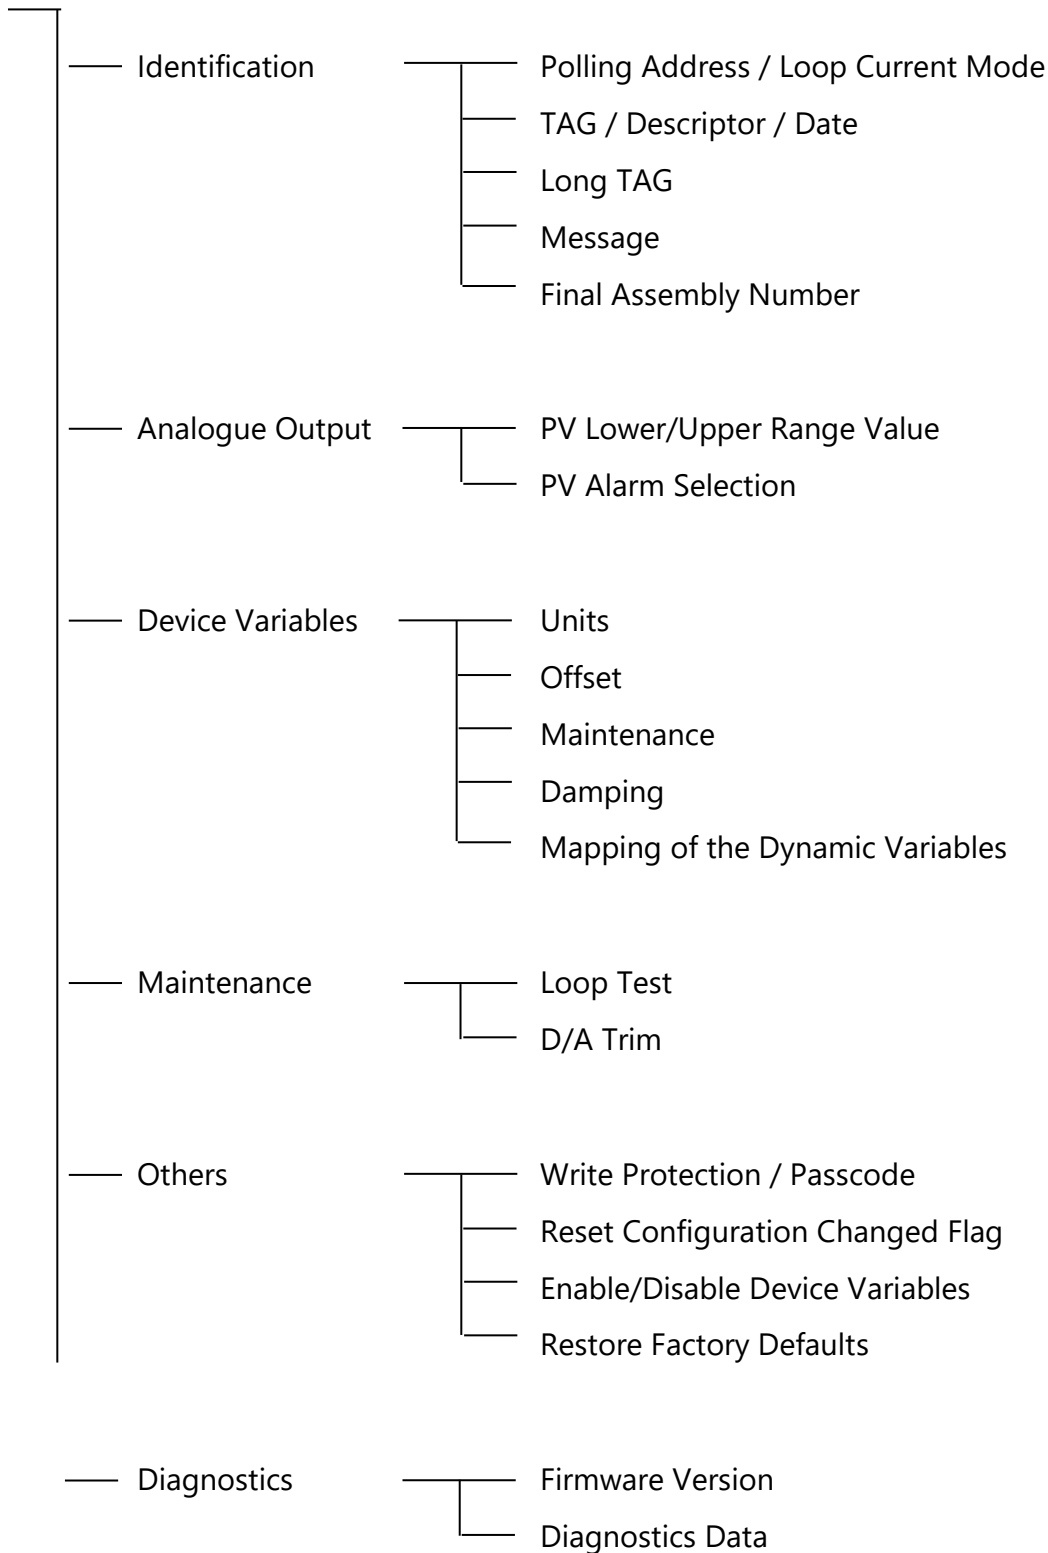 Identification
Polling Address / Loop Current Mode
TAG / Descriptor / Date
Long TAG
Message
Final Assembly Number
Analogue Output
PV Lower/Upper Range Value
PV Alarm Selection
Device Variables
Units
Offset
Maintenance
Damping
Mapping of the Dynamic Variables
Maintenance
Loop Test
D/A Trim
Others
Write Protection / Passcode
Reset Configuration Changed Flag
Enable/Disable Device Variables
Restore Factory Defaults
Diagnostics
Firmware Version
Diagnostics Data